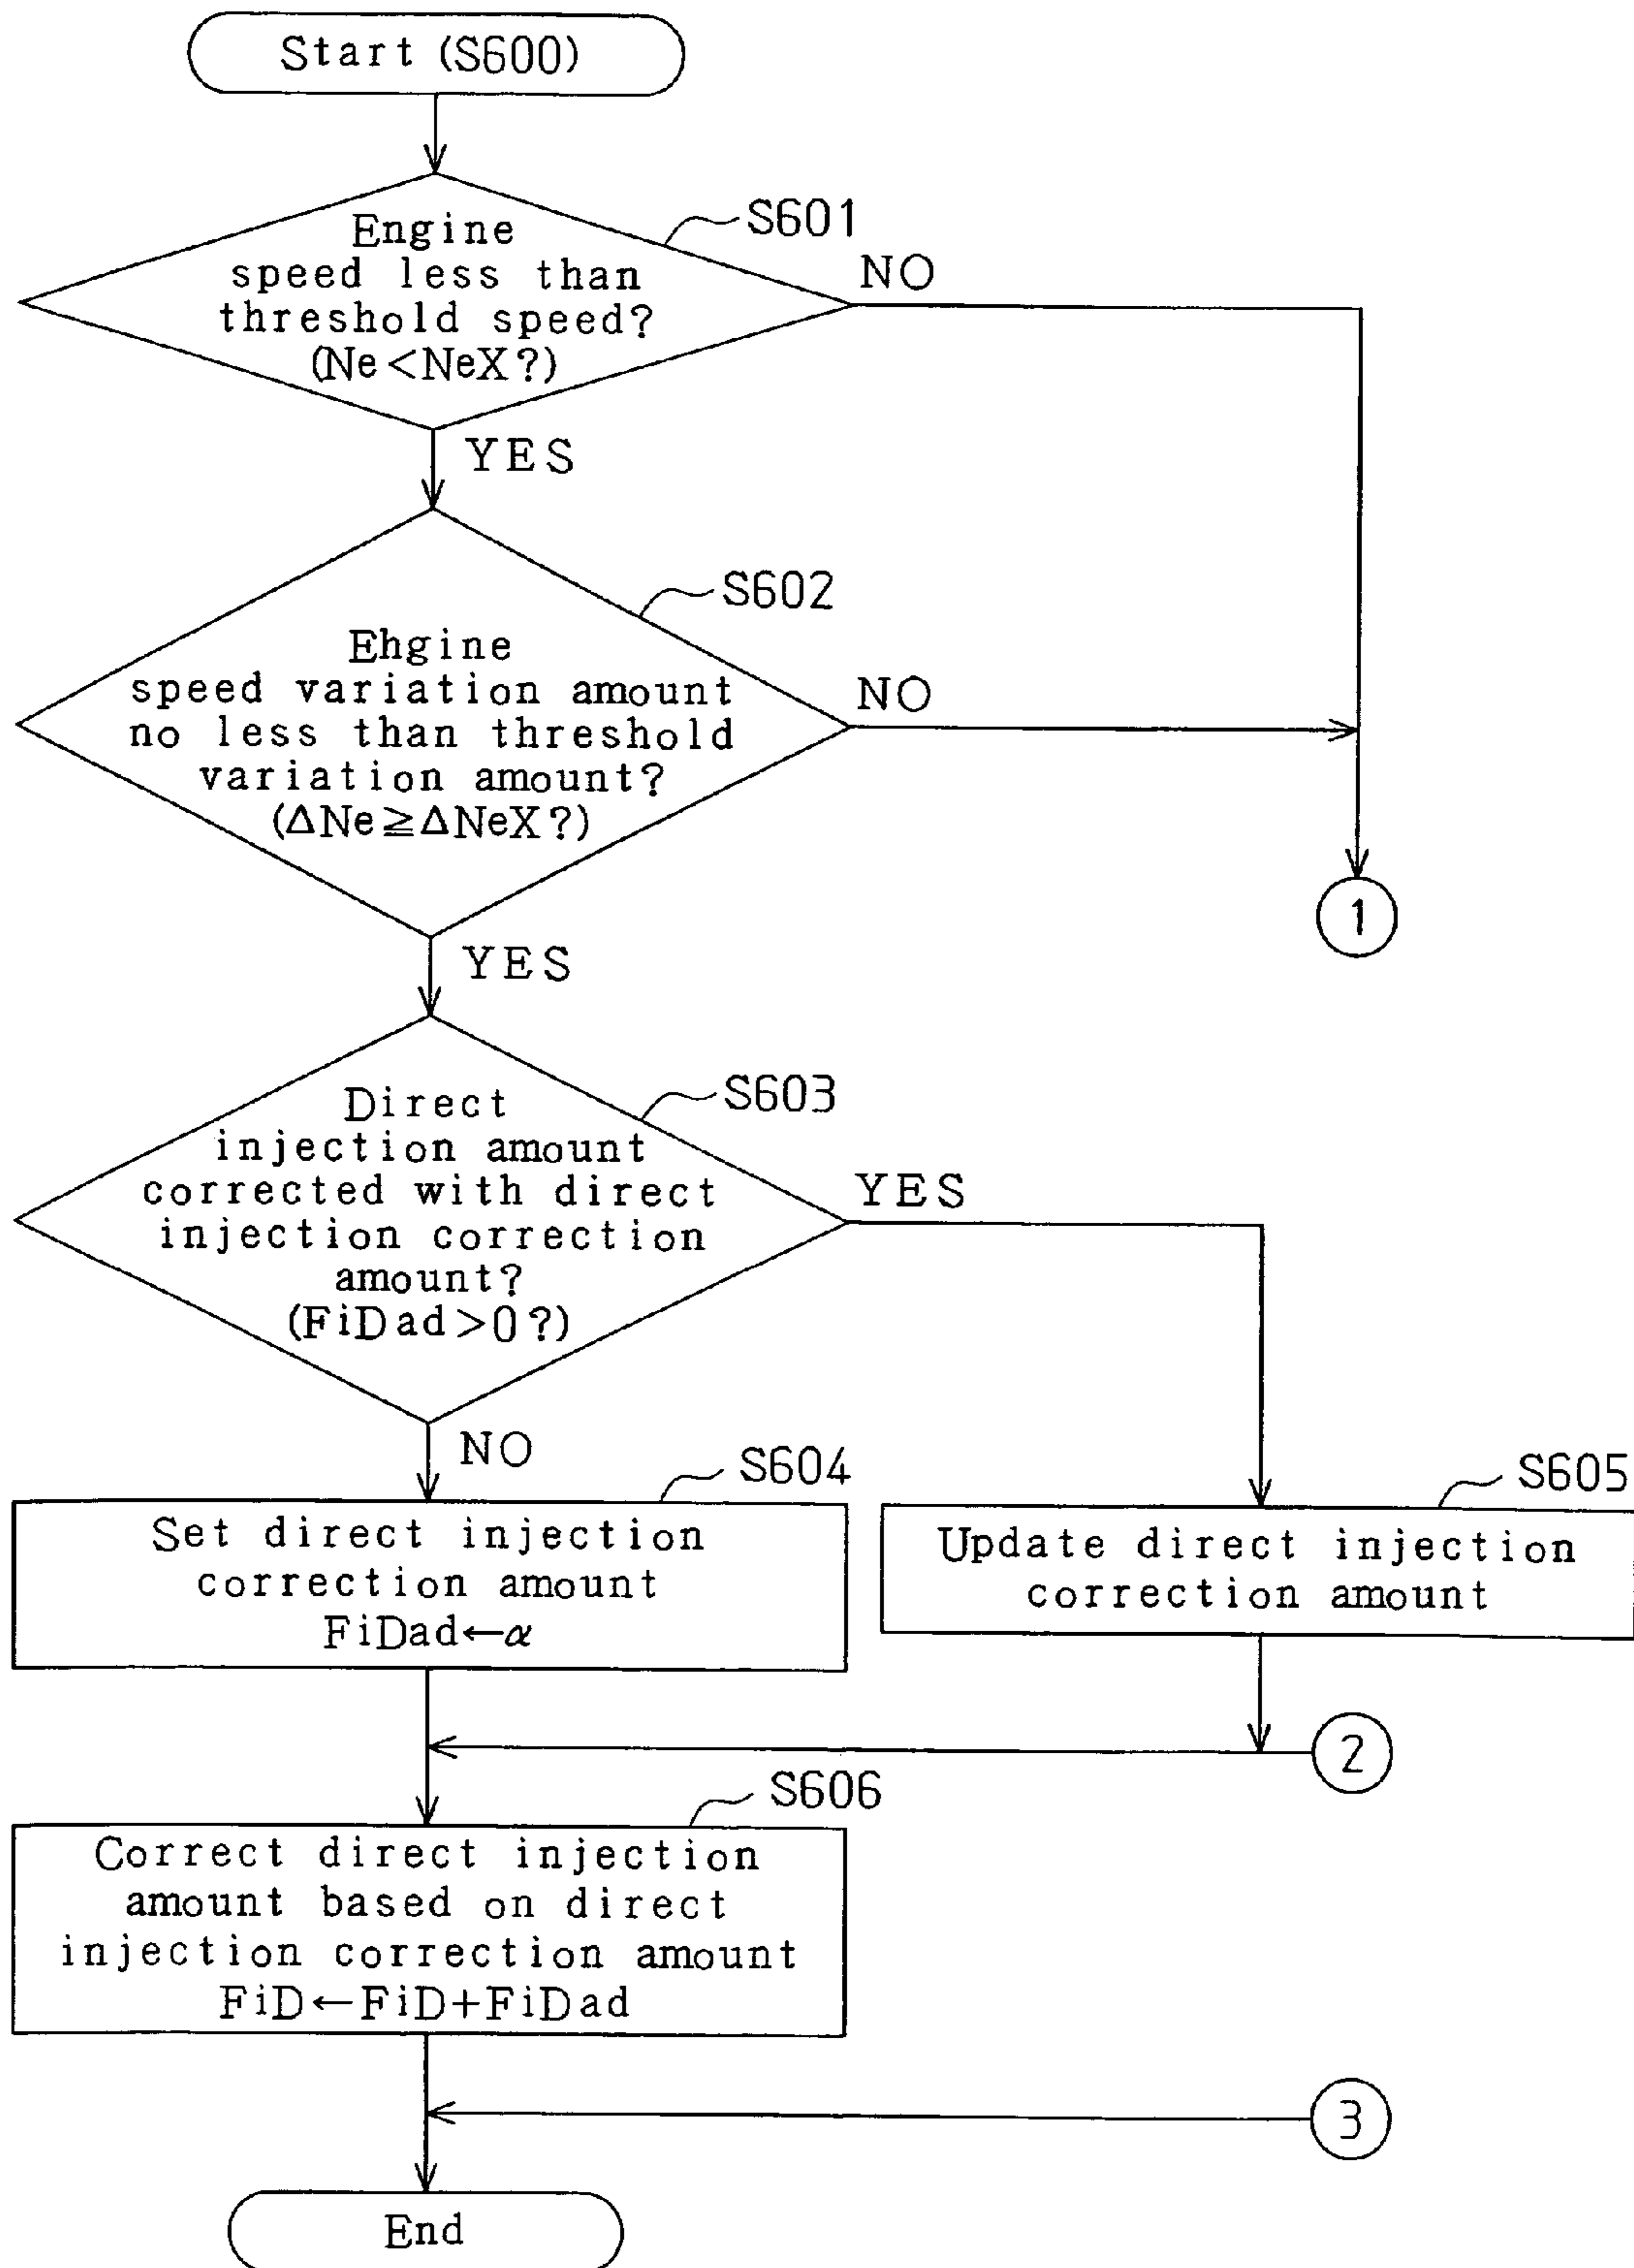 Start (S600)
S601
Engine
speed less than
threshold speed?
(Ne<NeX?)
NO
YES
S602
Ehgine
speed variation amount
no less than threshold
variation amount?
(ΔNe≧ΔNeX?)
NO
1
YES
S603
Direct
injection amount
corrected with direct
injection correction
amount?
(FiDad>0?)
YES
NO
S604
Set direct injection
correction amount
FiDad←α
S605
Update direct injection
correction amount
2
S606
Correct direct injection
amount based on direct
injection correction amount
FiD←FiD+FiDad
3
End